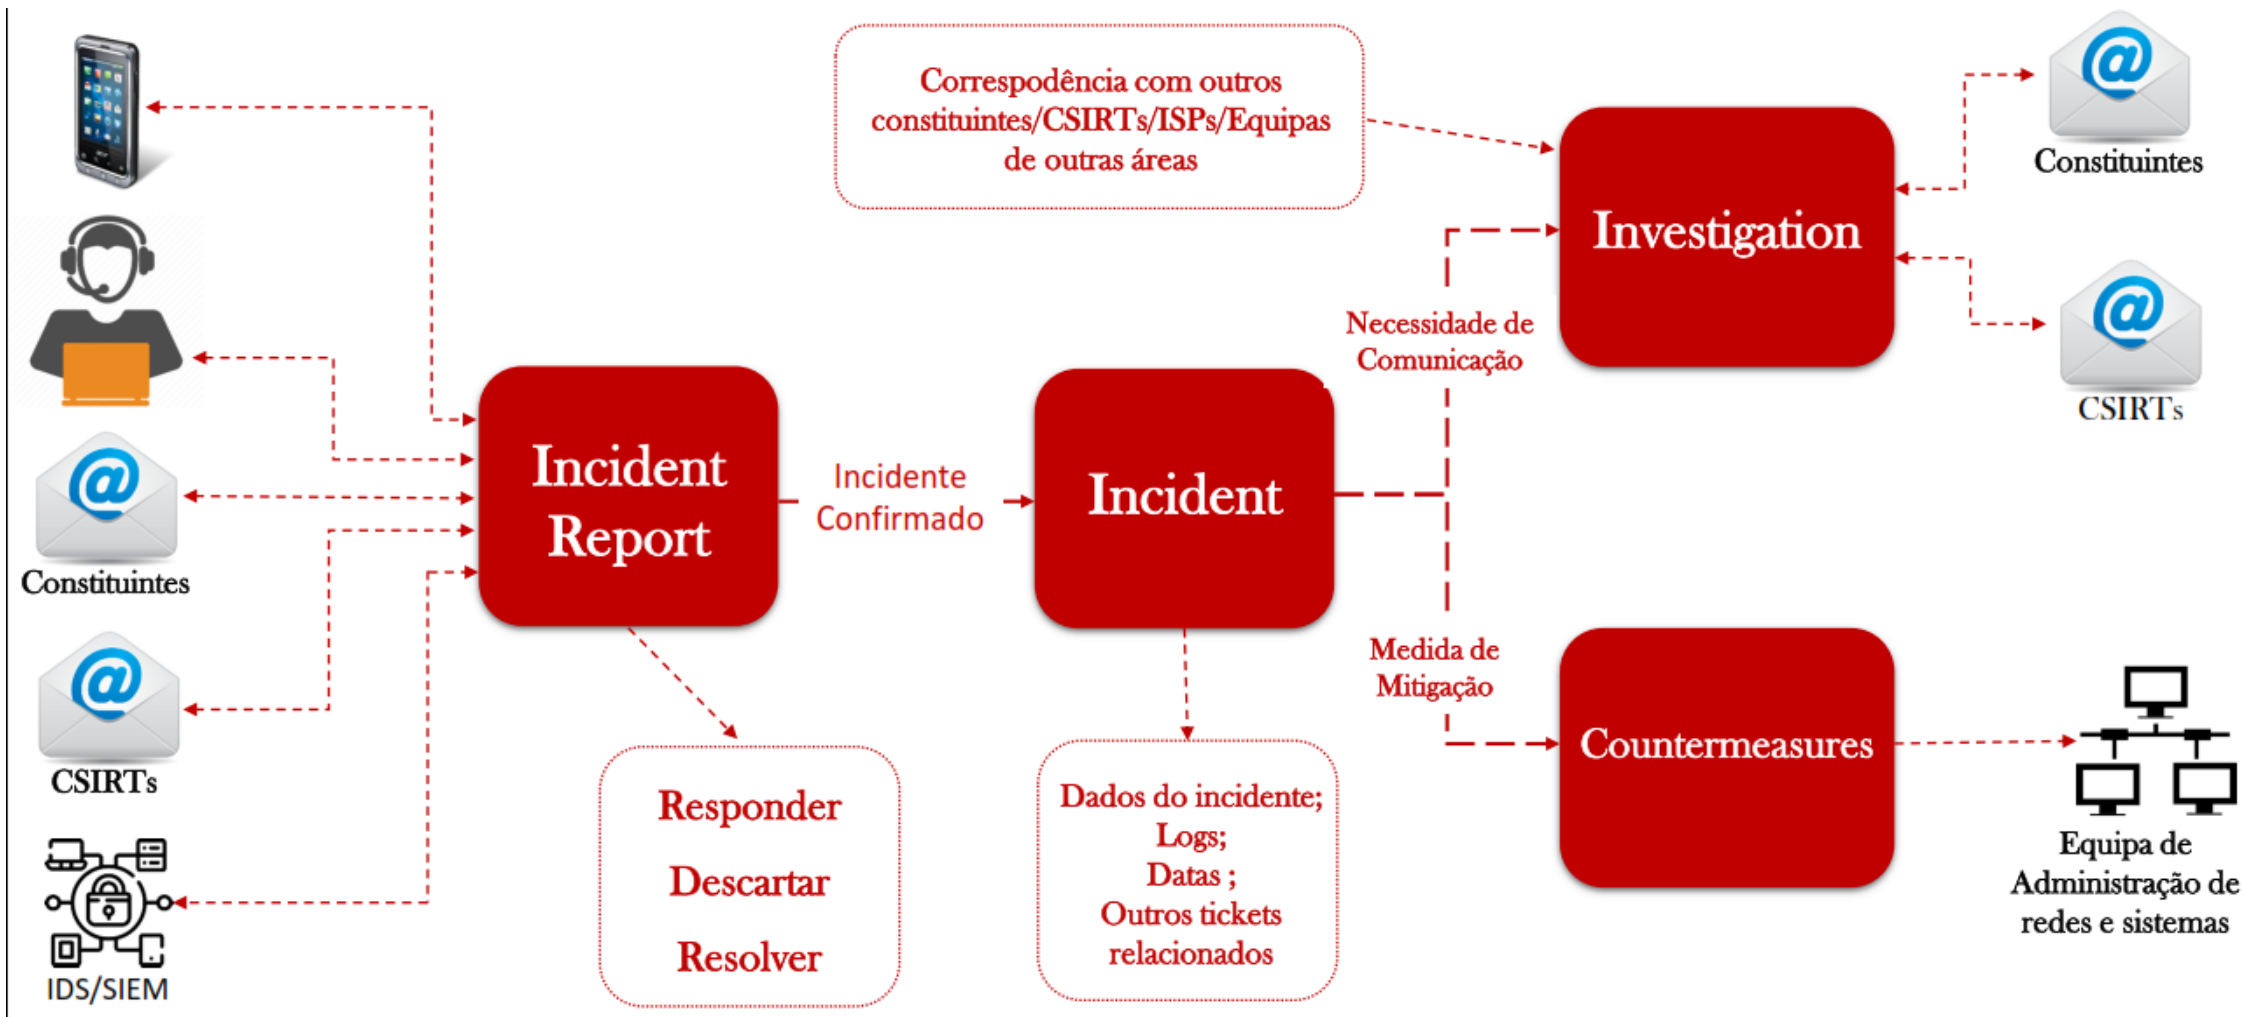 Correspodência com outros
constituintes/CSIRTs/ISPs/Equipas
de outras áreas
Investigation
Constituintes
CSIRTs
Necessidade de
Comunicação
Incident
Report
Incidente
Confirmado
Incident
Constituintes
CSIRTs
IDS/SIEM
Medida de
Mitigação
Countermeasures
Responder
Descartar
Resolver
Dados do incidente;
Logs;
Datas ;
Outros tickets
relacionados
Equipa de
Administração de
redes e sistemas